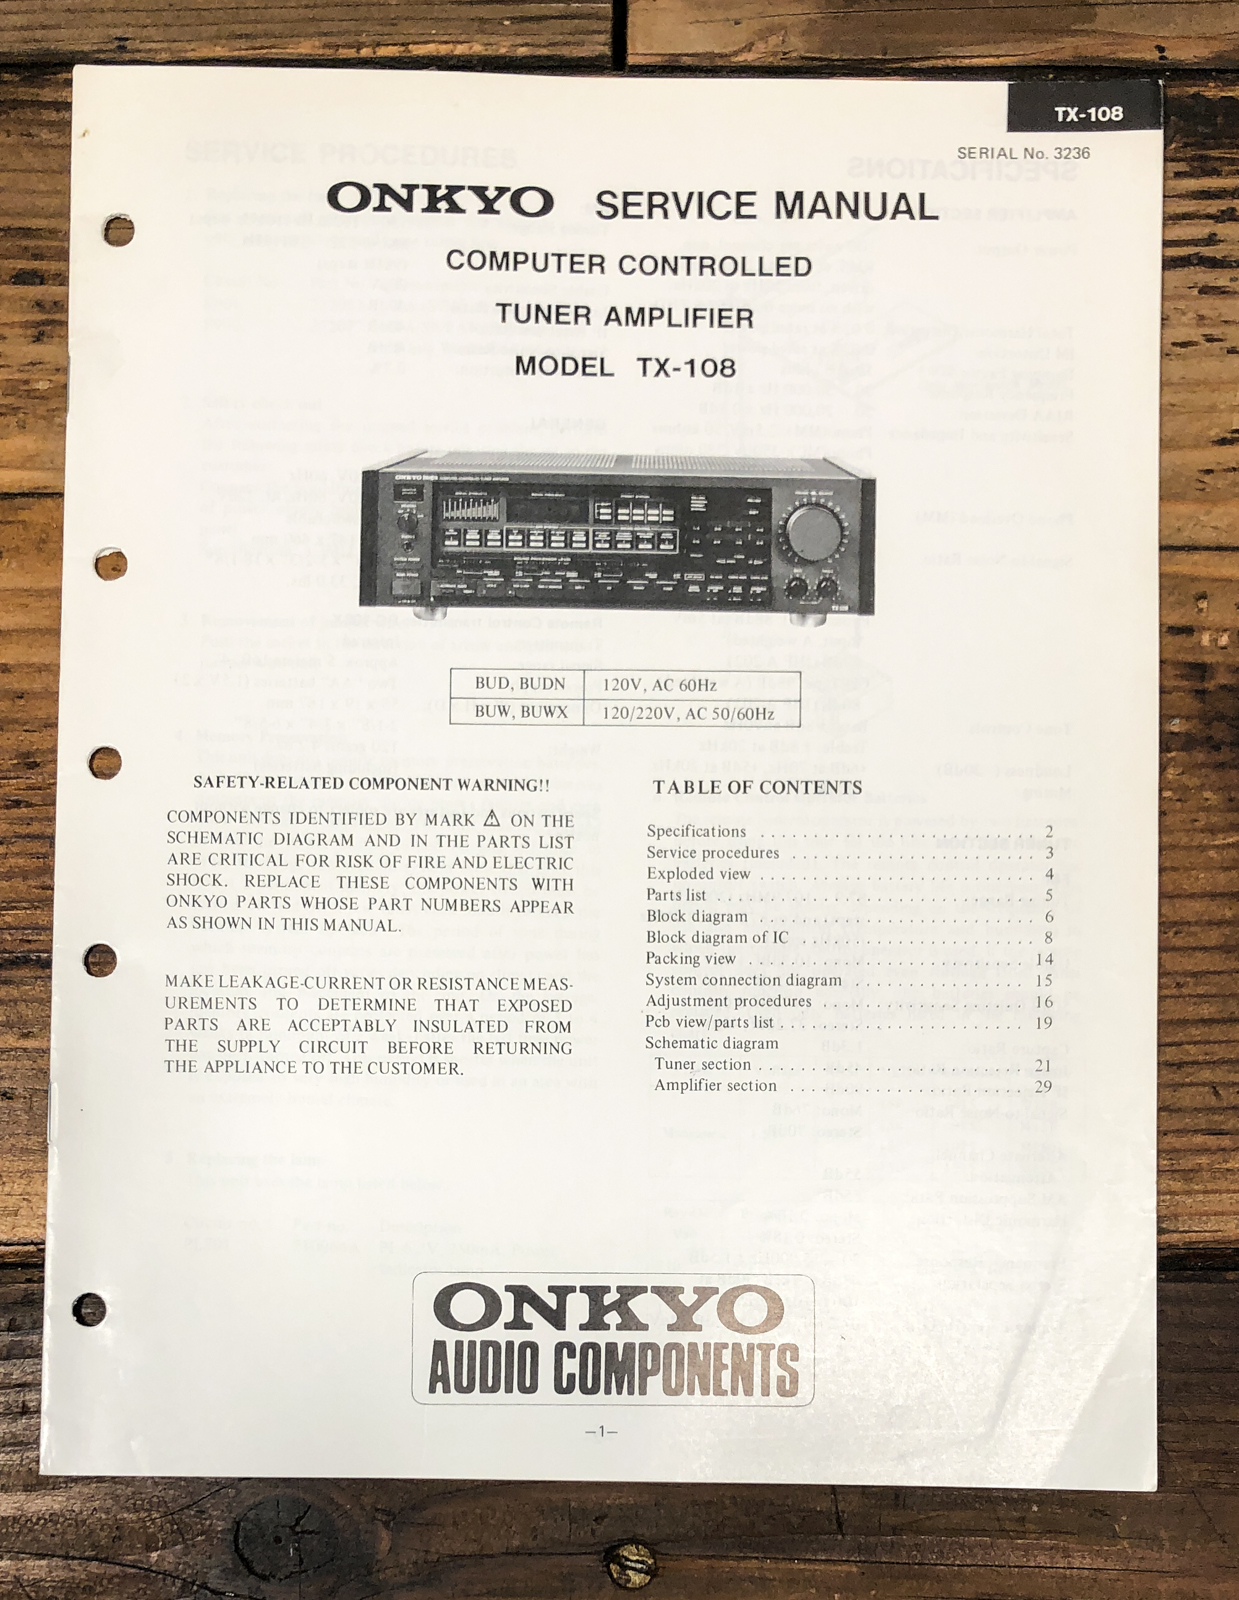 TX-108
SERIAL No. 3236
ONKYO SERVICE MANUAL
COMPUTER CONTROLLED
TUNER AMPLIFIER
MODEL TX-108
BUD, BUDN 120V, AC 60Hz
BUW, BUWX 120/220V, AC 50/60Hz
SAFETY-RELATED COMPONENT WARNING!!
COMPONENTS IDENTIFIED BY MARK ⚠ ON THE
SCHEMATIC DIAGRAM AND IN THE PARTS LIST
ARE CRITICAL FOR RISK OF FIRE AND ELECTRIC
SHOCK. REPLACE THESE COMPONENTS WITH
ONKYO PARTS WHOSE PART NUMBERS APPEAR
AS SHOWN IN THIS MANUAL.
MAKE LEAKAGE-CURRENT OR RESISTANCE MEAS-
UREMENTS TO DETERMINE THAT EXPOSED
PARTS ARE ACCEPTABLY INSULATED FROM
THE SUPPLY CIRCUIT BEFORE RETURNING
THE APPLIANCE TO THE CUSTOMER.
TABLE OF CONTENTS
Specifications . . . . . . . . . . . . . . . . . . . . . . . . . . 2
Service procedures . . . . . . . . . . . . . . . . . . . . . . . 3
Exploded view . . . . . . . . . . . . . . . . . . . . . . . . . . 4
Parts list . . . . . . . . . . . . . . . . . . . . . . . . . . . . . . 5
Block diagram . . . . . . . . . . . . . . . . . . . . . . . . . . 6
Block diagram of IC . . . . . . . . . . . . . . . . . . . . . . 8
Packing view . . . . . . . . . . . . . . . . . . . . . . . . . . 14
System connection diagram . . . . . . . . . . . . . . . . 15
Adjustment procedures . . . . . . . . . . . . . . . . . . . 16
Pcb view/parts list . . . . . . . . . . . . . . . . . . . . . . . 19
Schematic diagram
Tuner section . . . . . . . . . . . . . . . . . . . . . . . . . 21
Amplifier section . . . . . . . . . . . . . . . . . . . . . . . 29
ONKYO
AUDIO COMPONENTS
–1–